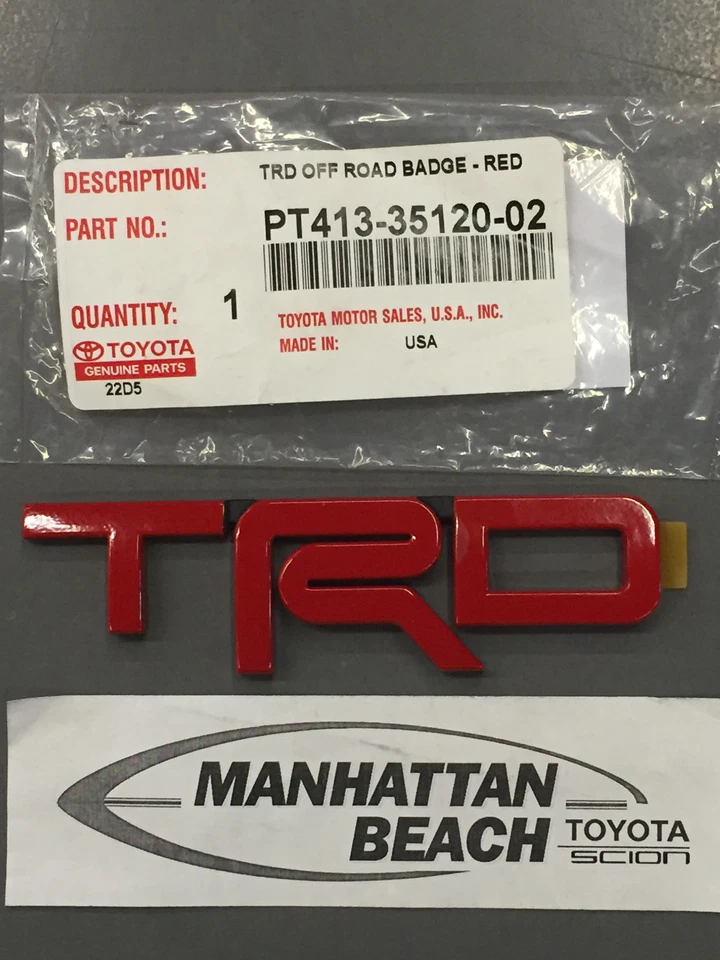 DESCRIPTION: TRD OFF ROAD BADGE - RED
PART NO.: PT413-35120-02
QUANTITY: 1
TOYOTA MOTOR SALES, U.S.A., INC.
MADE IN: USA
TOYOTA
GENUINE PARTS
22D5
TRD
MANHATTAN
BEACH TOYOTA
SCION